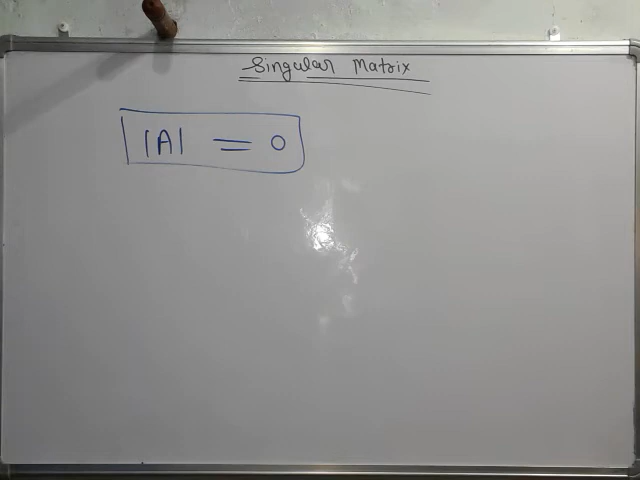 Singular Matrix
|A| = 0